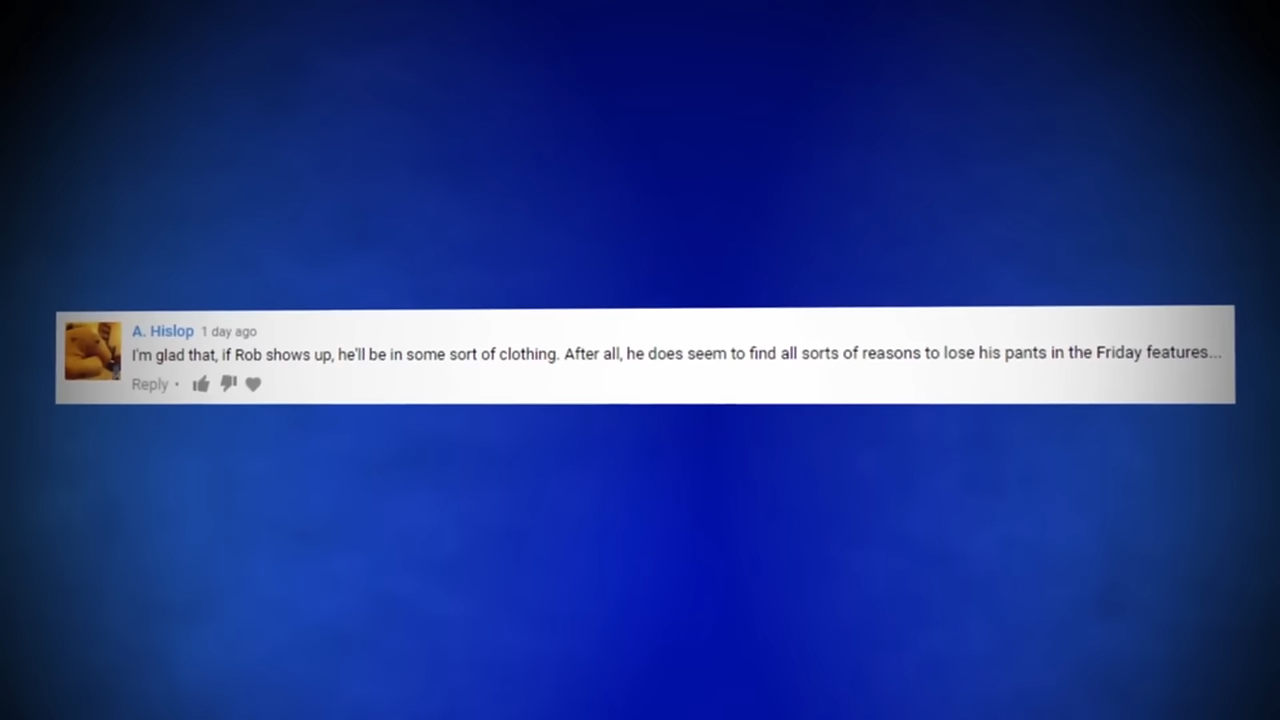 A. Hislop 1 day ago
I'm glad that, if Rob shows up, he'll be in some sort of clothing. After all, he does seem to find all sorts of reasons to lose his pants in the Friday features...
Reply •